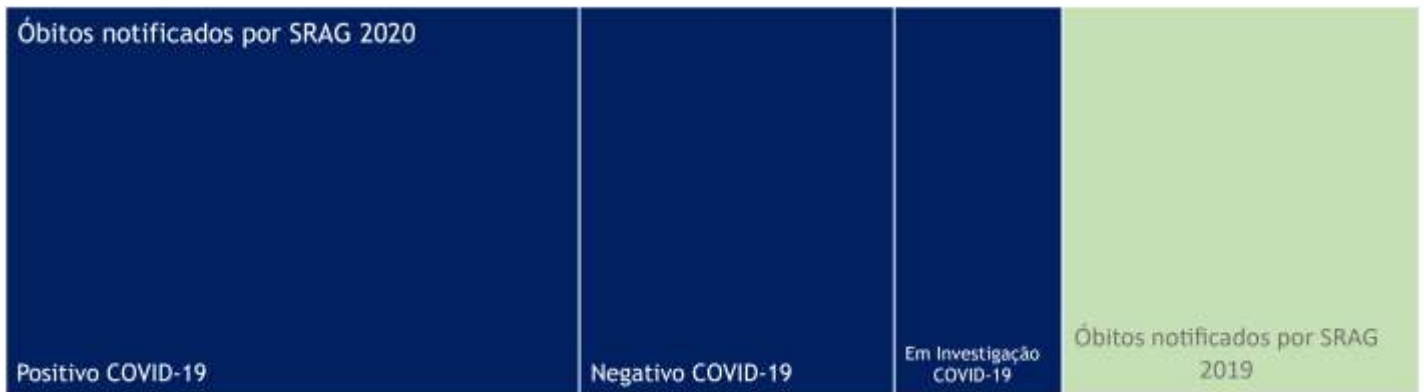 Óbitos notificados por SRAG 2020
Positivo COVID-19
Negativo COVID-19
Em Investigação
COVID-19
Óbitos notificados por SRAG
2019